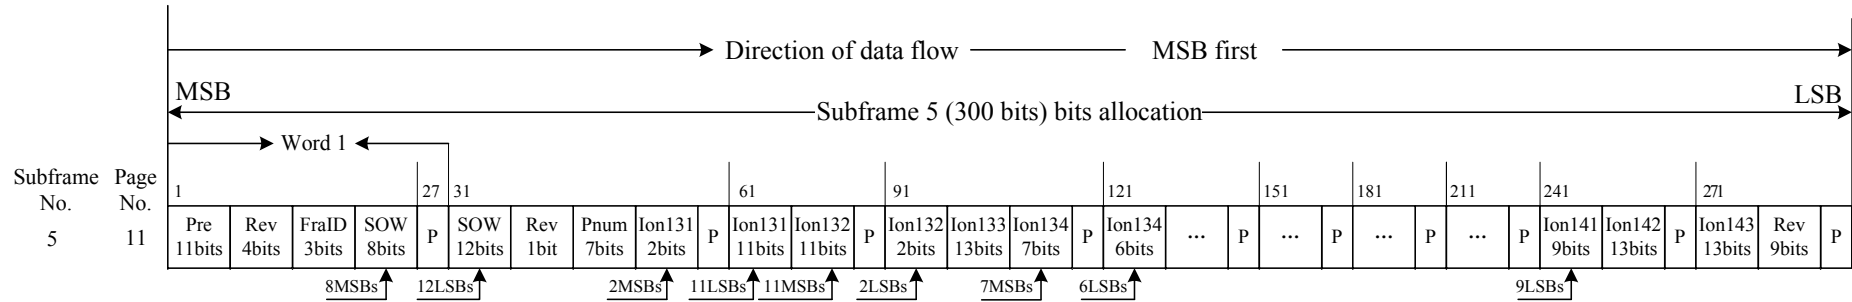 Direction of data flow MSB first
MSB LSB
Subframe 5 (300 bits) bits allocation
Word 1
Subframe No. Page No.
1 27 31 61 91 121 151 181 211 241 271
5 11
Pre 11bits
Rev 4bits
FraID 3bits
SOW 8bits
P
SOW 12bits
Rev 1bit
Pnum 7bits
Ion131 2bits
P
Ion131 11bits
Ion132 11bits
P
Ion132 2bits
Ion133 13bits
Ion134 7bits
P
Ion134 6bits
...
P
...
P
...
P
...
P
Ion141 9bits
Ion142 13bits
P
Ion143 13bits
Rev 9bits
P
8MSBs 12LSBs 2MSBs 11LSBs 11MSBs 2LSBs 7MSBs 6LSBs 9LSBs